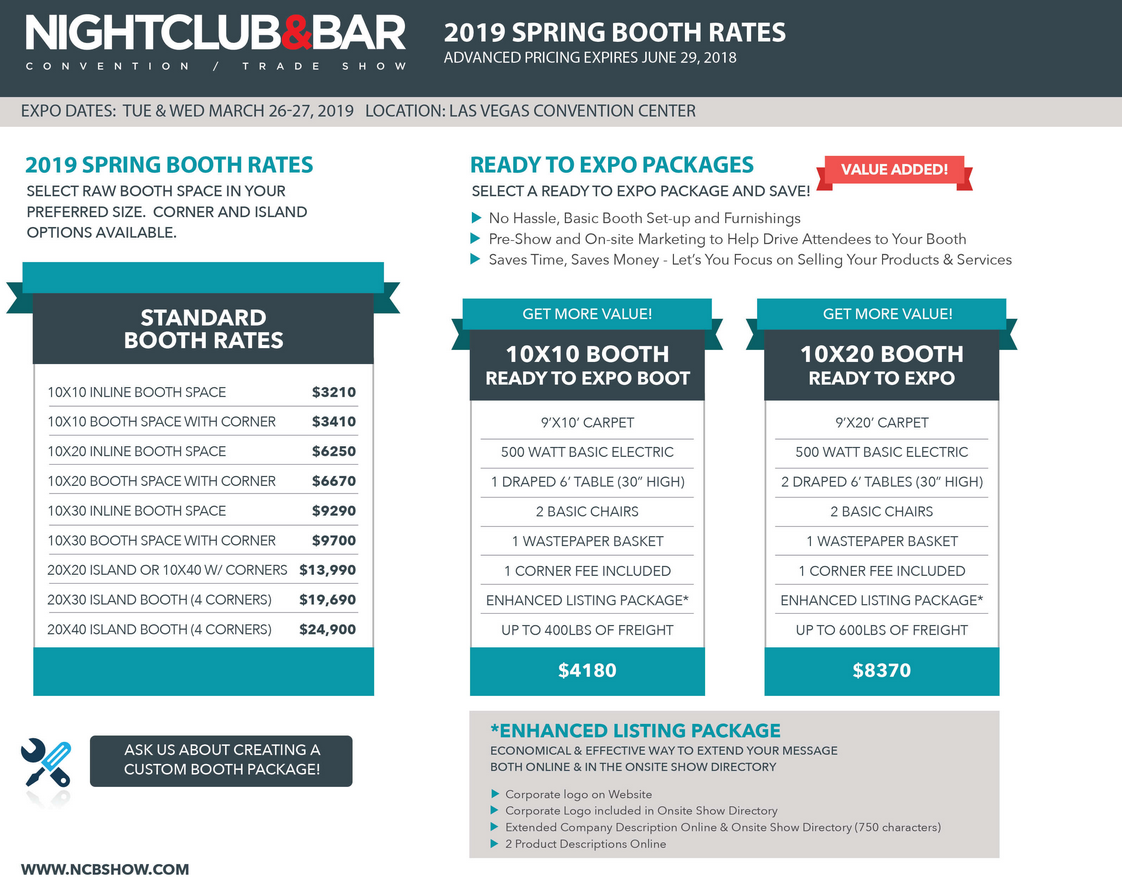 NIGHTCLUB&BAR
CONVENTION / TRADE SHOW
2019 SPRING BOOTH RATES
ADVANCED PRICING EXPIRES JUNE 29, 2018
EXPO DATES: TUE & WED MARCH 26-27, 2019 LOCATION: LAS VEGAS CONVENTION CENTER
2019 SPRING BOOTH RATES
SELECT RAW BOOTH SPACE IN YOUR
PREFERRED SIZE. CORNER AND ISLAND
OPTIONS AVAILABLE.
STANDARD
BOOTH RATES
10X10 INLINE BOOTH SPACE $3210
10X10 BOOTH SPACE WITH CORNER $3410
10X20 INLINE BOOTH SPACE $6250
10X20 BOOTH SPACE WITH CORNER $6670
10X30 INLINE BOOTH SPACE $9290
10X30 BOOTH SPACE WITH CORNER $9700
20X20 ISLAND OR 10X40 W/ CORNERS $13,990
20X30 ISLAND BOOTH (4 CORNERS) $19,690
20X40 ISLAND BOOTH (4 CORNERS) $24,900
ASK US ABOUT CREATING A
CUSTOM BOOTH PACKAGE!
READY TO EXPO PACKAGES
SELECT A READY TO EXPO PACKAGE AND SAVE!
VALUE ADDED!
No Hassle, Basic Booth Set-up and Furnishings
Pre-Show and On-site Marketing to Help Drive Attendees to Your Booth
Saves Time, Saves Money - Let's You Focus on Selling Your Products & Services
GET MORE VALUE!
10X10 BOOTH
READY TO EXPO BOOT
9'X10' CARPET
500 WATT BASIC ELECTRIC
1 DRAPED 6' TABLE (30" HIGH)
2 BASIC CHAIRS
1 WASTEPAPER BASKET
1 CORNER FEE INCLUDED
ENHANCED LISTING PACKAGE*
UP TO 400LBS OF FREIGHT
$4180
GET MORE VALUE!
10X20 BOOTH
READY TO EXPO
9'X20' CARPET
500 WATT BASIC ELECTRIC
2 DRAPED 6' TABLES (30" HIGH)
2 BASIC CHAIRS
1 WASTEPAPER BASKET
1 CORNER FEE INCLUDED
ENHANCED LISTING PACKAGE*
UP TO 600LBS OF FREIGHT
$8370
*ENHANCED LISTING PACKAGE
ECONOMICAL & EFFECTIVE WAY TO EXTEND YOUR MESSAGE
BOTH ONLINE & IN THE ONSITE SHOW DIRECTORY
Corporate logo on Website
Corporate Logo included in Onsite Show Directory
Extended Company Description Online & Onsite Show Directory (750 characters)
2 Product Descriptions Online
WWW.NCBSHOW.COM